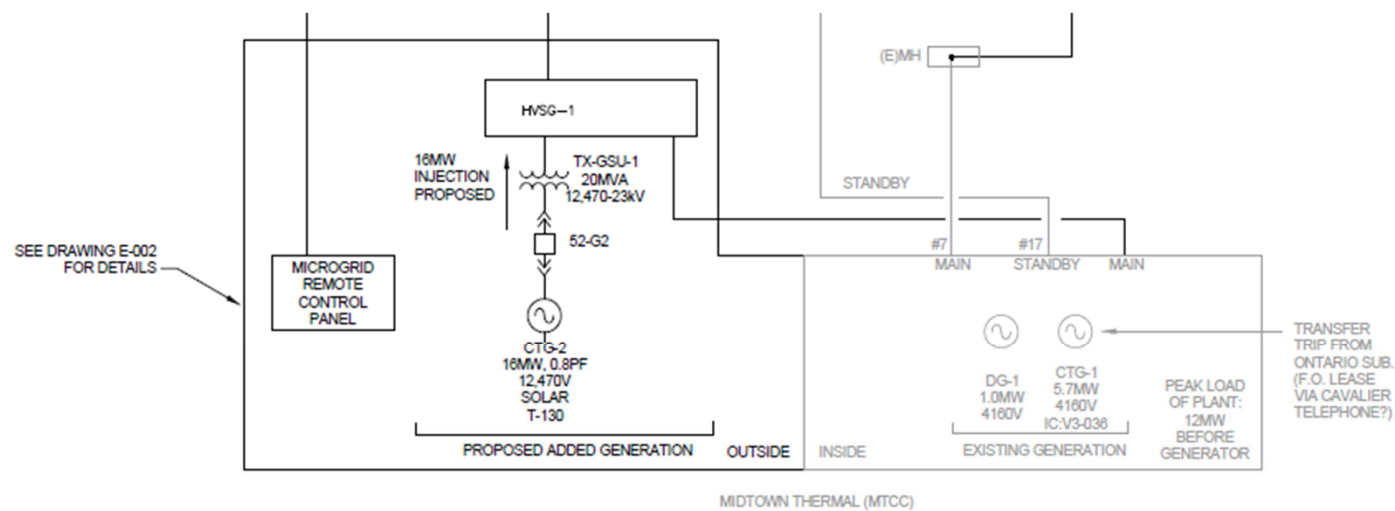 (E)MH
HVSG—1
16MW
INJECTION
PROPOSED
TX-GSU-1
20MVA
12,470-23kV
STANDBY
52-G2
#7
MAIN
#17
STANDBY
MAIN
SEE DRAWING E-002
FOR DETAILS
MICROGRID
REMOTE
CONTROL
PANEL
CTG-2
16MW, 0.8PF
12,470V
SOLAR
T-130
DG-1
1.0MW
4160V
CTG-1
5.7MW
4160V
IC:V3-036
PEAK LOAD
OF PLANT:
12MW
BEFORE
GENERATOR
TRANSFER
TRIP FROM
ONTARIO SUB.
(F.O. LEASE
VIA CAVALIER
TELEPHONE?)
PROPOSED ADDED GENERATION
OUTSIDE
INSIDE
EXISTING GENERATION
MIDTOWN THERMAL (MTCC)